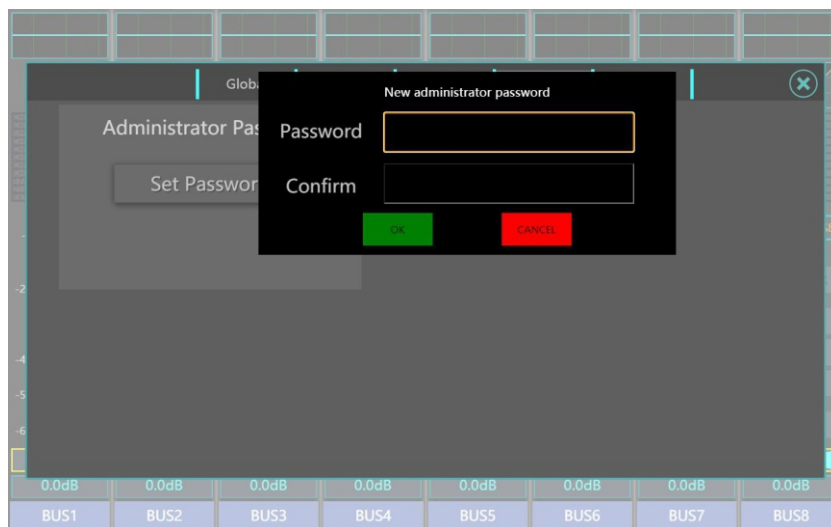 Globa
New administrator password
Administrator Pas
Password
Set Passwor
Confirm
OK
CANCEL
-2
-4
-5
-6
0.0dB 0.0dB 0.0dB 0.0dB 0.0dB 0.0dB 0.0dB 0.0dB
BUS1 BUS2 BUS3 BUS4 BUS5 BUS6 BUS7 BUS8